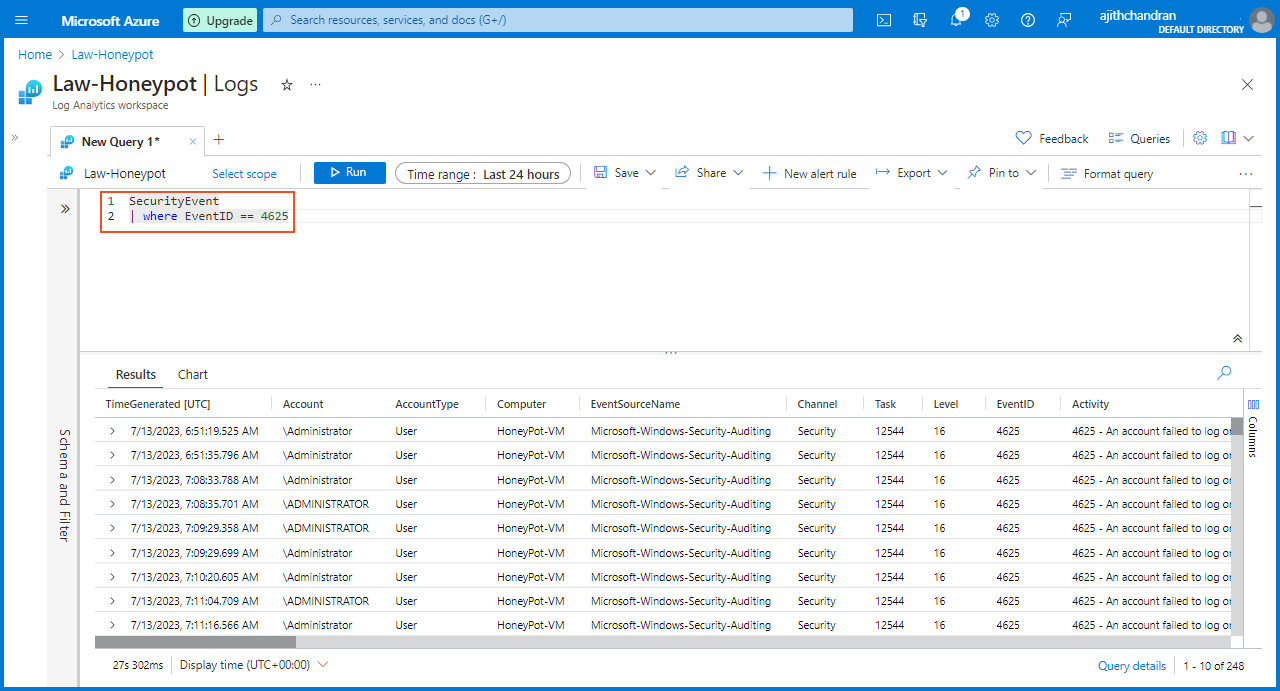 Microsoft Azure
Upgrade
Search resources, services, and docs (G+/)
1
ajithchandran
DEFAULT DIRECTORY
Home > Law-Honeypot
Law-Honeypot | Logs
Log Analytics workspace
New Query 1*
Feedback
Queries
Law-Honeypot
Select scope
Run
Time range : Last 24 hours
Save
Share
New alert rule
Export
Pin to
Format query
1 SecurityEvent
2 | where EventID == 4625
Schema and Filter
Results Chart
TimeGenerated [UTC] Account AccountType Computer EventSourceName Channel Task Level EventID Activity
7/13/2023, 6:51:19.525 AM \Administrator User HoneyPot-VM Microsoft-Windows-Security-Auditing Security 12544 16 4625 4625 - An account failed to log on
7/13/2023, 6:51:35.796 AM \Administrator User HoneyPot-VM Microsoft-Windows-Security-Auditing Security 12544 16 4625 4625 - An account failed to log on
7/13/2023, 7:08:33.788 AM \Administrator User HoneyPot-VM Microsoft-Windows-Security-Auditing Security 12544 16 4625 4625 - An account failed to log on
7/13/2023, 7:08:35.701 AM \ADMINISTRATOR User HoneyPot-VM Microsoft-Windows-Security-Auditing Security 12544 16 4625 4625 - An account failed to log on
7/13/2023, 7:09:29.358 AM \ADMINISTRATOR User HoneyPot-VM Microsoft-Windows-Security-Auditing Security 12544 16 4625 4625 - An account failed to log on
7/13/2023, 7:09:29.699 AM \Administrator User HoneyPot-VM Microsoft-Windows-Security-Auditing Security 12544 16 4625 4625 - An account failed to log on
7/13/2023, 7:10:20.605 AM \Administrator User HoneyPot-VM Microsoft-Windows-Security-Auditing Security 12544 16 4625 4625 - An account failed to log on
7/13/2023, 7:11:04.709 AM \ADMINISTRATOR User HoneyPot-VM Microsoft-Windows-Security-Auditing Security 12544 16 4625 4625 - An account failed to log on
7/13/2023, 7:11:16.566 AM \Administrator User HoneyPot-VM Microsoft-Windows-Security-Auditing Security 12544 16 4625 4625 - An account failed to log on
Columns
27s 302ms
Display time (UTC+00:00)
Query details
1 - 10 of 248